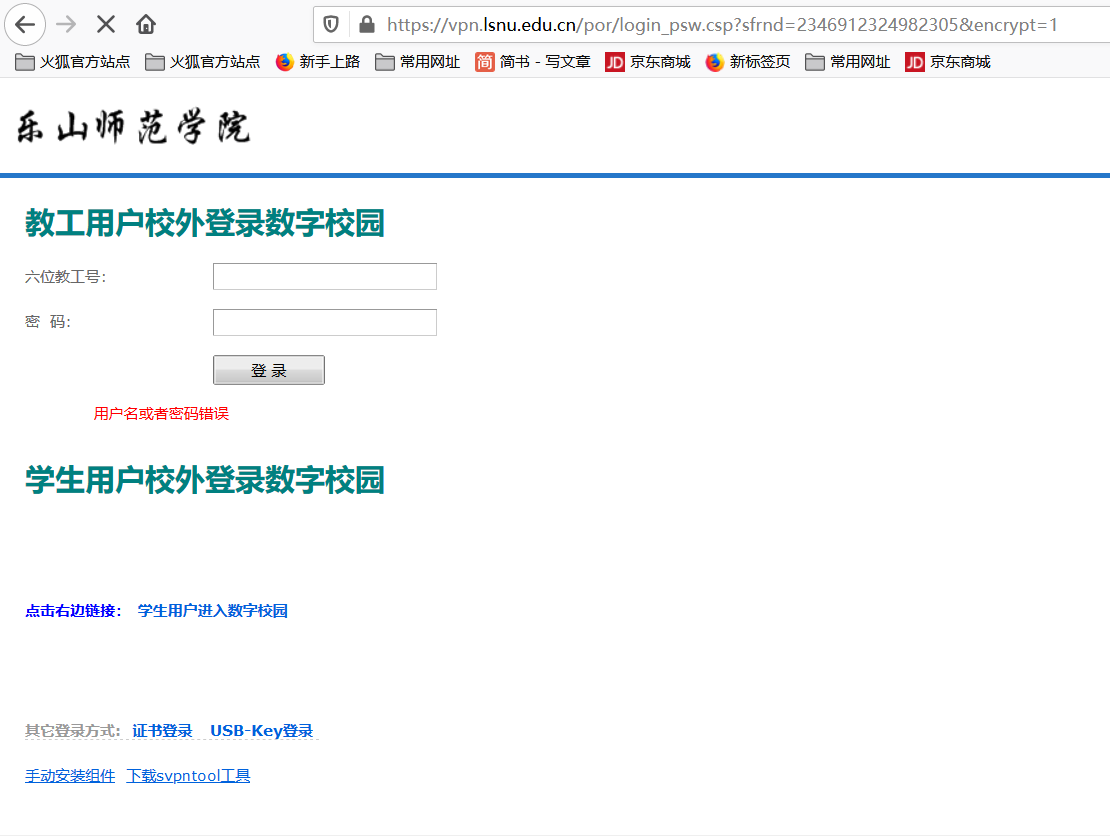 https://vpn.lsnu.edu.cn/por/login_psw.csp?sfrnd=2346912324982305&encrypt=1
火狐官方站点 火狐官方站点 新手上路 常用网址 简 简书 - 写文章 JD 京东商城 新标签页 常用网址 JD 京东商城
乐山师范学院
教工用户校外登录数字校园
六位教工号:
密 码:
登 录
用户名或者密码错误
学生用户校外登录数字校园
点击右边链接: 学生用户进入数字校园
其它登录方式: 证书登录 USB-Key登录
手动安装组件 下载svpntool工具